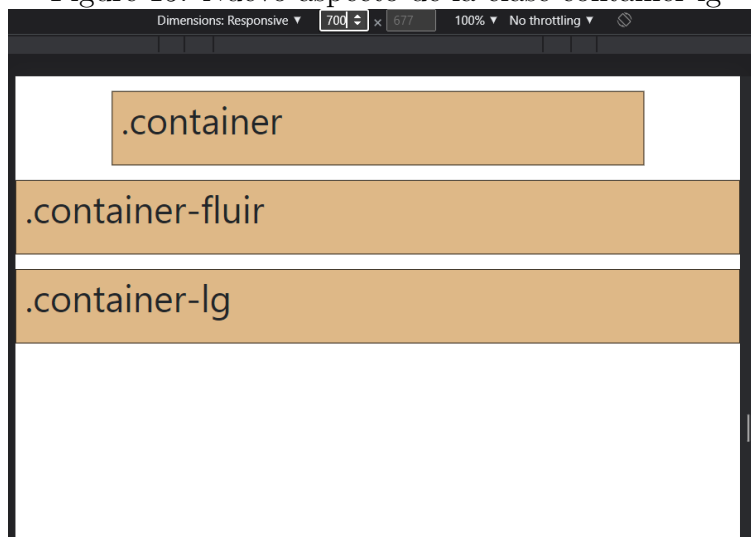 Dimensions: Responsive ▼ 700 × 677 100% ▼ No throttling ▼
.container
.container-fluir
.container-lg